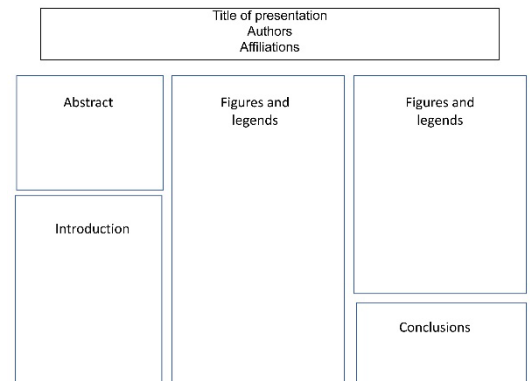 Title of presentation
Authors
Affiliations
Abstract
Introduction
Figures and
legends
Figures and
legends
Conclusions